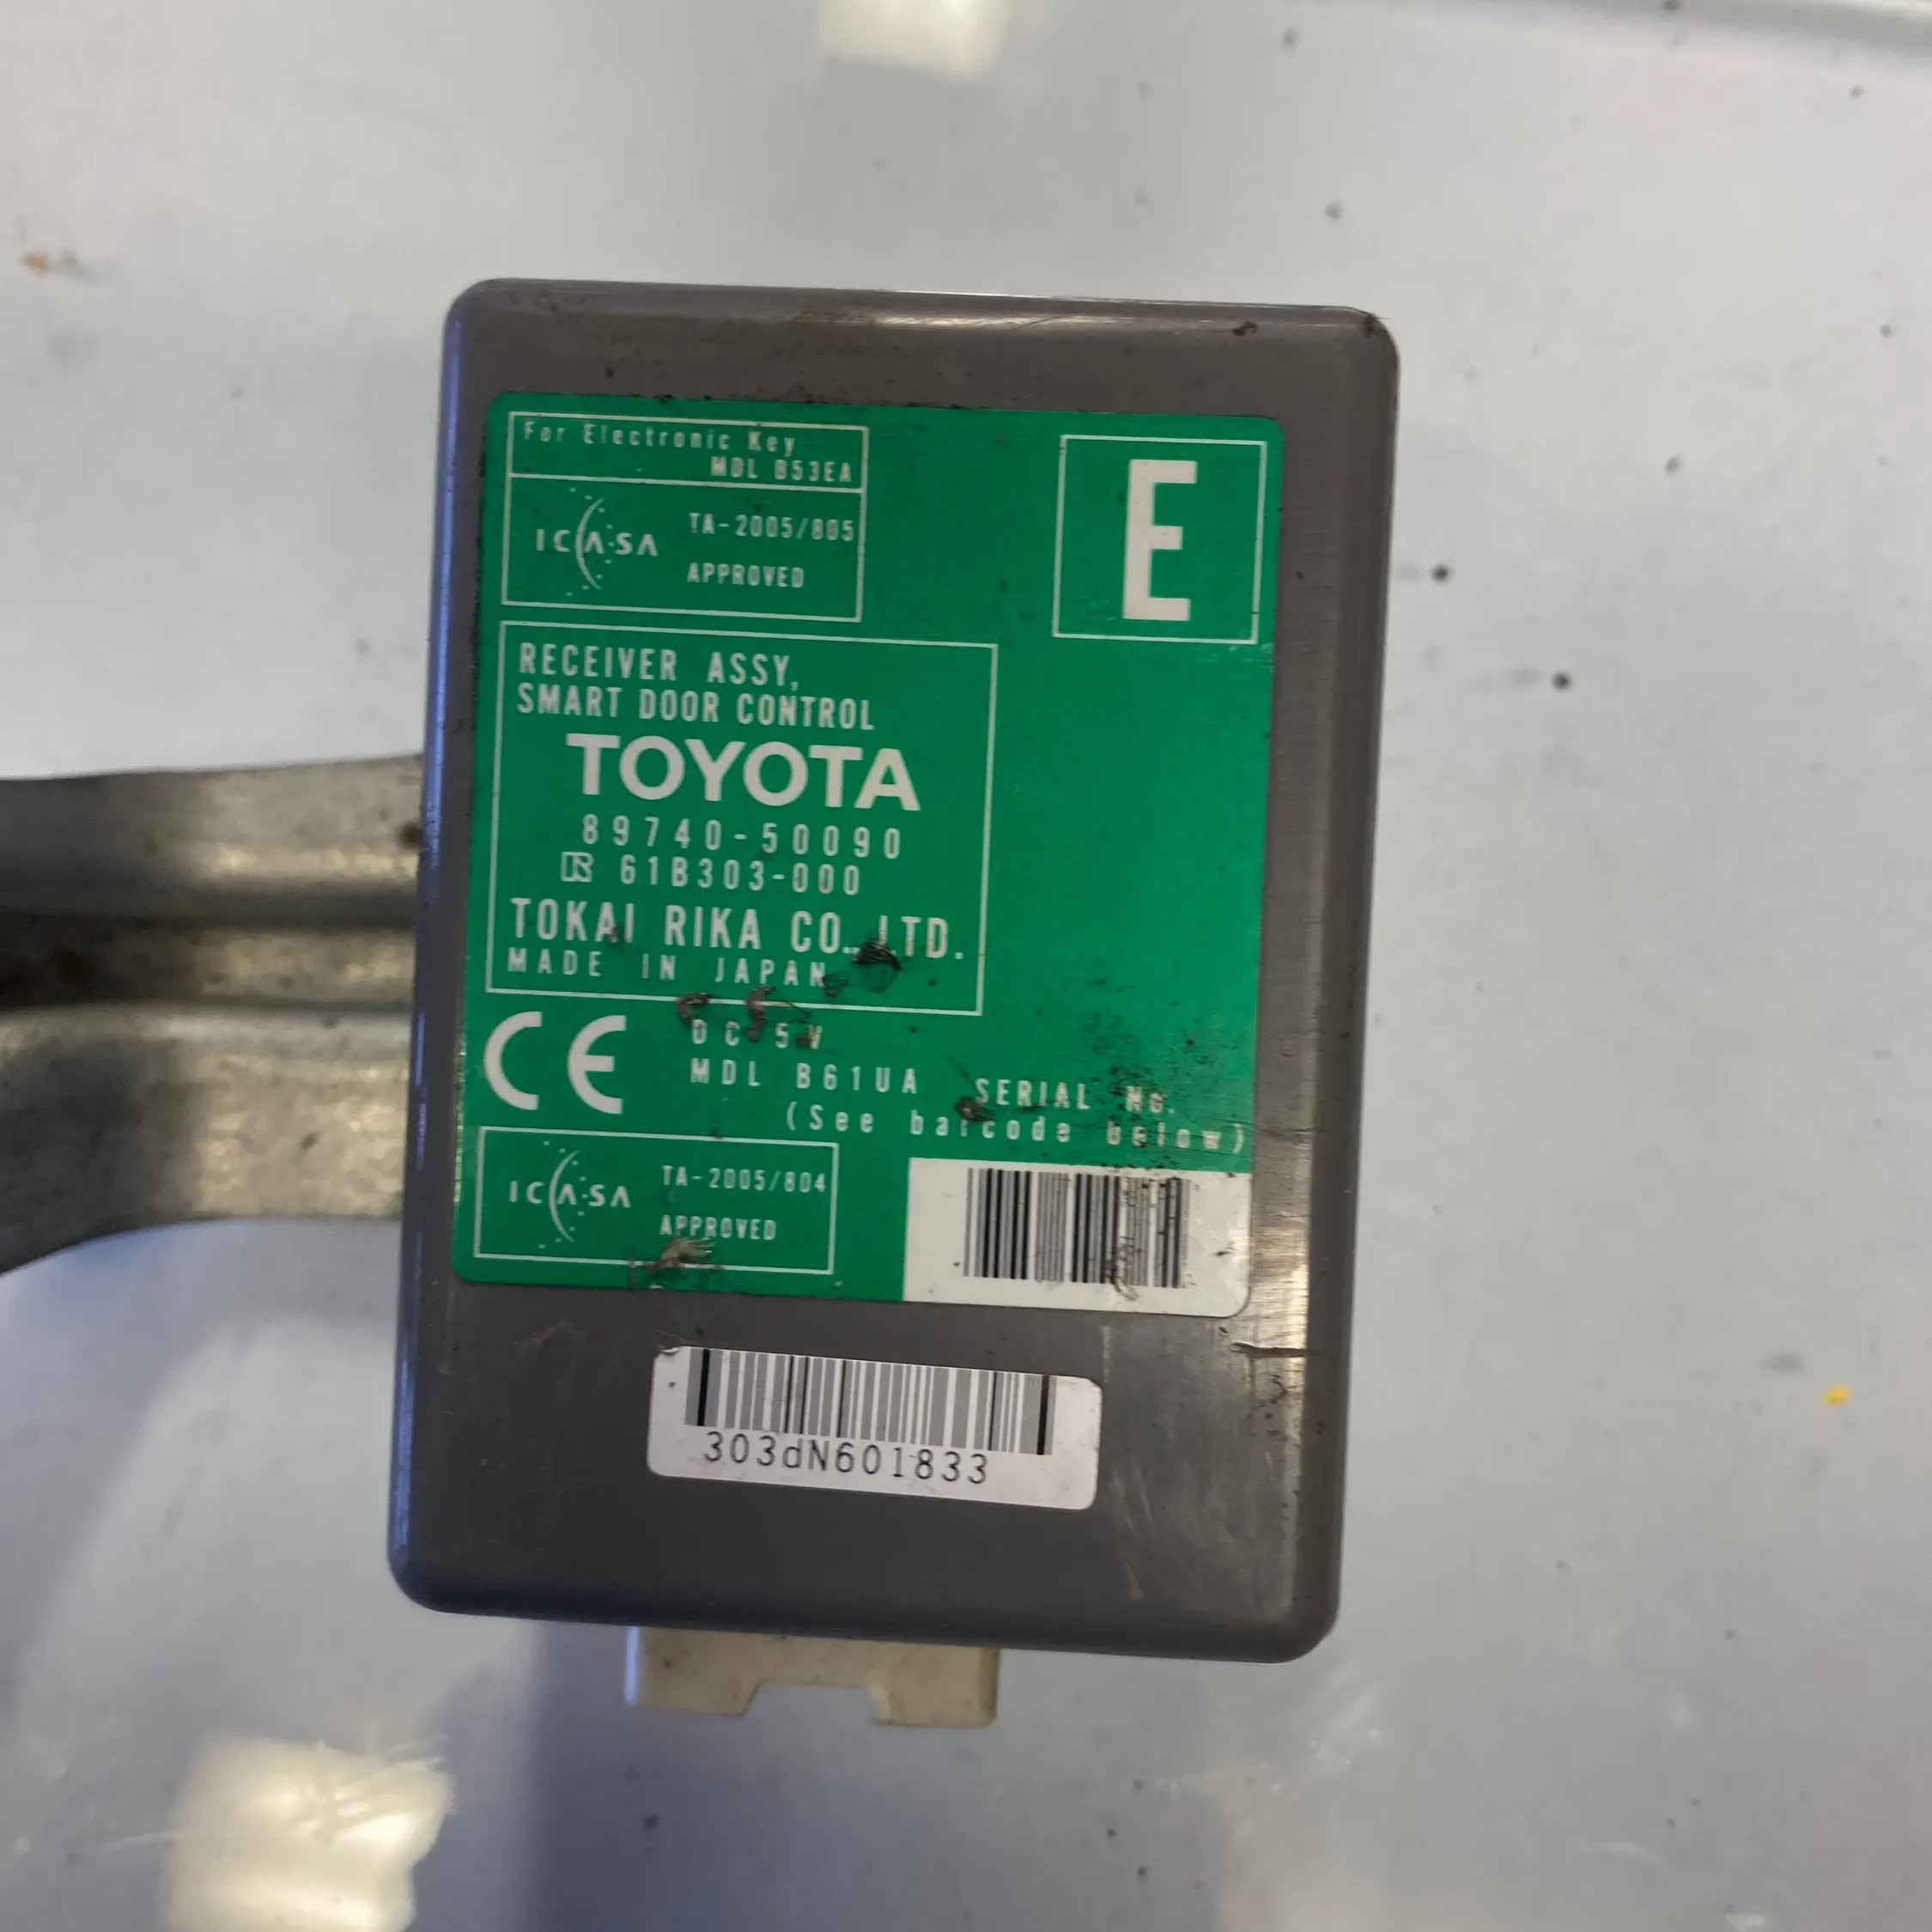 For Electronic Key
MDL B53EA
ICASA
TA-2005/805
APPROVED
E
RECEIVER ASSY,
SMART DOOR CONTROL
TOYOTA
89740-50090
61B303-000
TOKAI RIKA CO.,LTD.
MADE IN JAPAN
CE
DC 5V
MDL B61UA
SERIAL NO.
(See barcode below)
ICASA
TA-2005/804
APPROVED
303dN601833